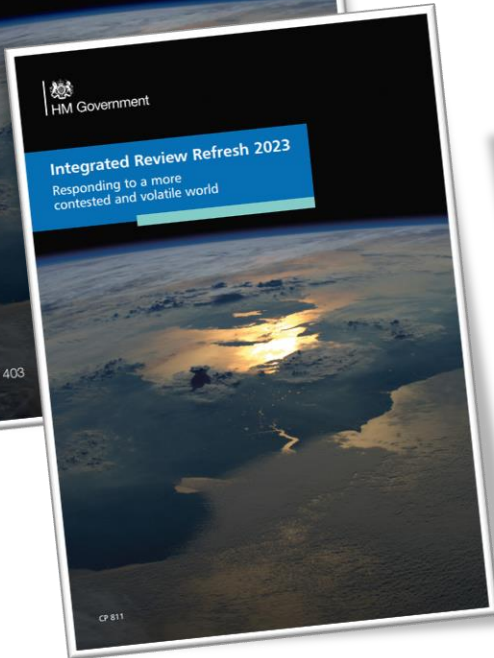 HM Government
Integrated Review Refresh 2023
Responding to a more
contested and volatile world
403
CP 811